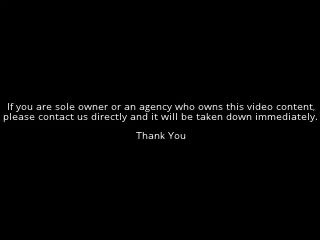 If you are sole owner or an agency who owns this video content,
please contact us directly and it will be taken down immediately.
Thank You